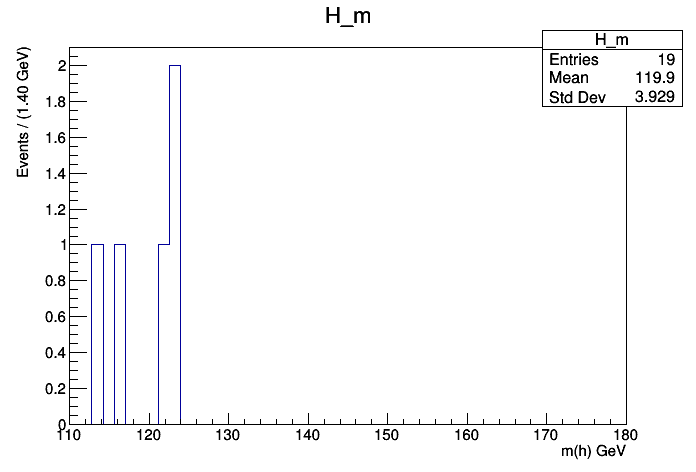 H_m
H_m
Entries 19
Mean 119.9
Std Dev 3.929
Events / (1.40 GeV)
2
1.8
1.6
1.4
1.2
1
0.8
0.6
0.4
0.2
0
110 120 130 140 150 160 170 180
m(h) GeV